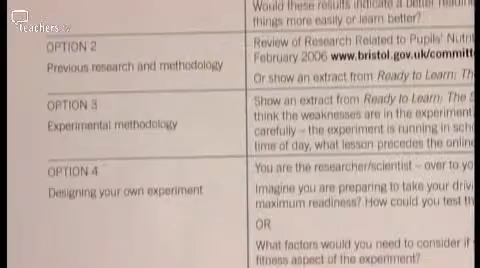 Teachers
Would these results indicate a better
things more easily or learn better?
OPTION 2
Previous research and methodology
Review of Research Related to Pupils' Nutri
February 2006 www.bristol.gov.uk/committ
Or show an extract from Ready to Learn: Th
OPTION 3
Experimental methodology
Show an extract from Ready to Learn: The S
think the weaknesses are in the experiment
carefully – the experiment is running in sch
time of day, what lesson precedes the online
OPTION 4
Designing your own experiment
You are the researcher/scientist – over to yo
Imagine you are preparing to take your drivi
maximum readiness? How could you test th
OR
What factors would you need to consider if
fitness aspect of the experiment?